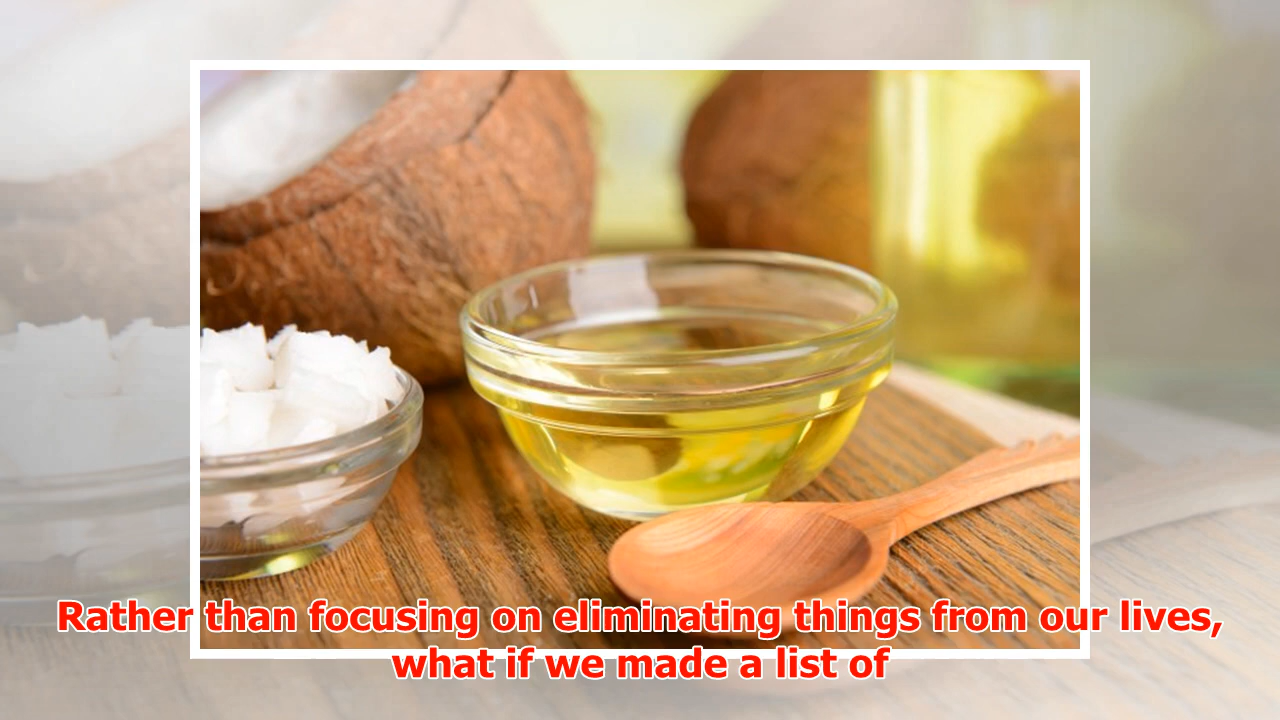 Rather than focusing on eliminating things from our lives,
what if we made a list of